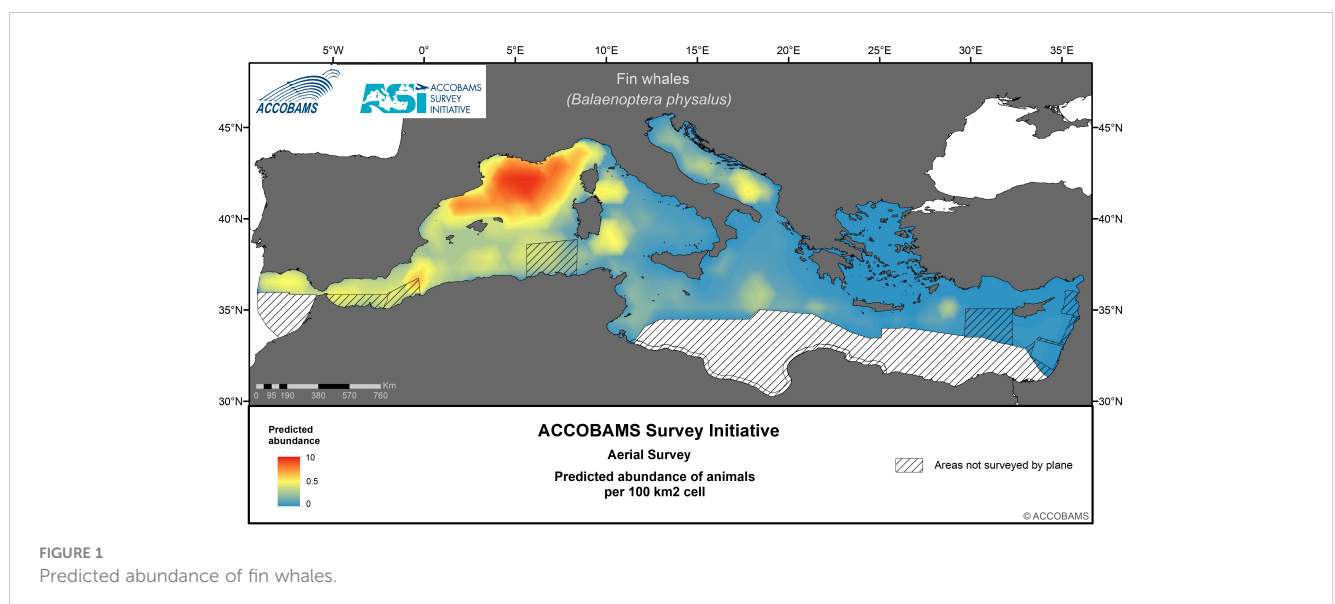 5°W 0° 5°E 10°E 15°E 20°E 25°E 30°E 35°E
ACCOBAMS
ASI
ACCOBAMS
SURVEY
INITIATIVE
Fin whales
(Balaenoptera physalus)
45°N 45°N
40°N 40°N
35°N 35°N
30°N 30°N
Km
0 95 190 380 570 760
Predicted
abundance
10
0.5
0
ACCOBAMS Survey Initiative
Aerial Survey
Predicted abundance of animals
per 100 km2 cell
Areas not surveyed by plane
© ACCOBAMS
FIGURE 1
Predicted abundance of fin whales.